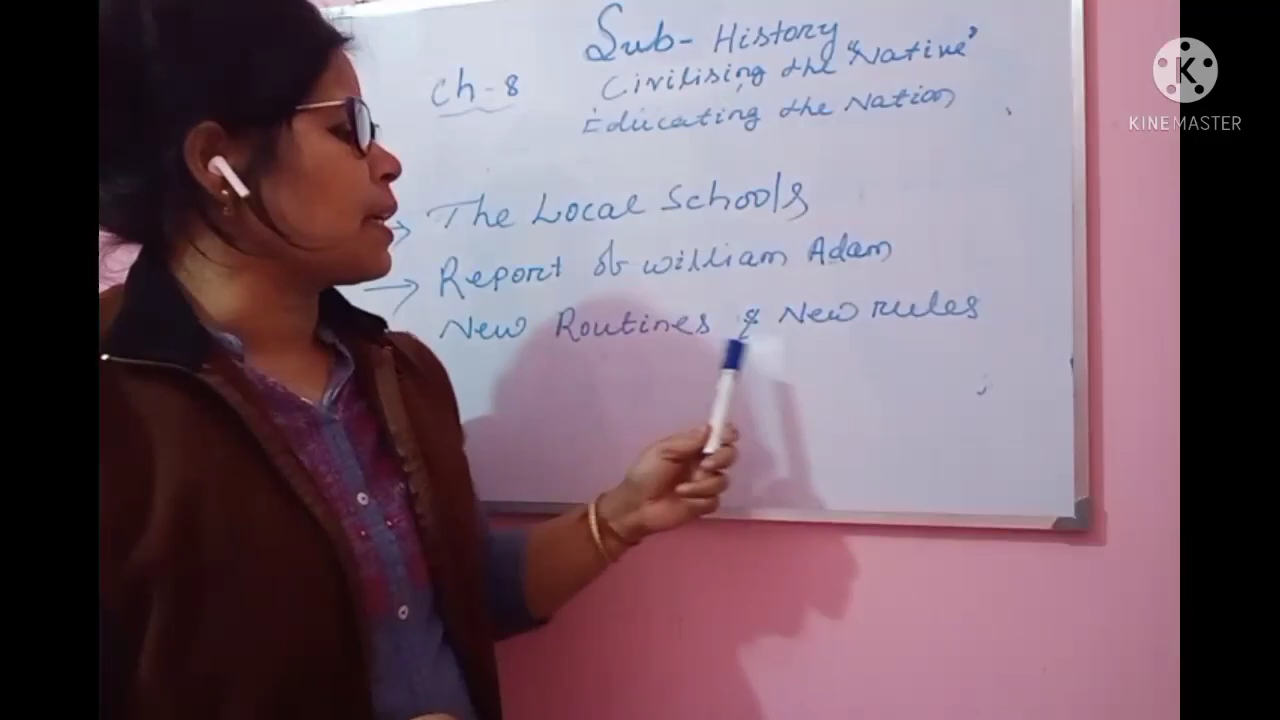 Sub- History
Ch-8
Civilising the "Native"
Educating the Nation
→ The Local Schools
→ Report of William Adam
New Routines & New rules
K
KINEMASTER